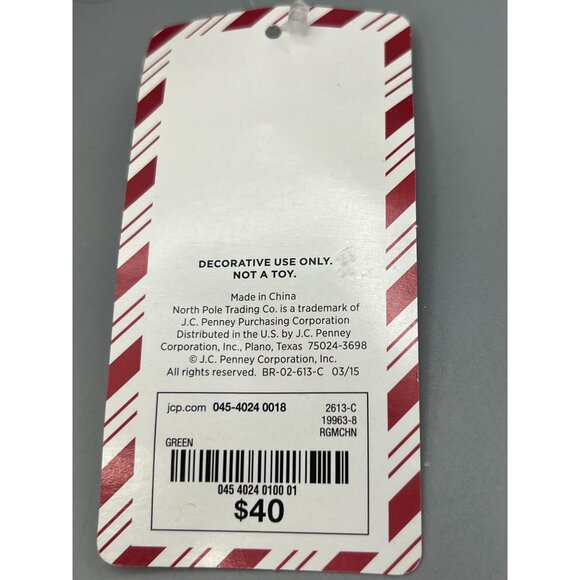 DECORATIVE USE ONLY.
NOT A TOY.
Made in China
North Pole Trading Co. is a trademark of
J.C. Penney Purchasing Corporation
Distributed in the U.S. by J.C. Penney
Corporation, Inc., Plano, Texas 75024-3698
© J.C. Penney Corporation, Inc.
All rights reserved. BR-02-613-C 03/15
jcp.com 045-4024 0018 2613-C
19963-8
RGMCHN
GREEN
045 4024 0100 01
$40